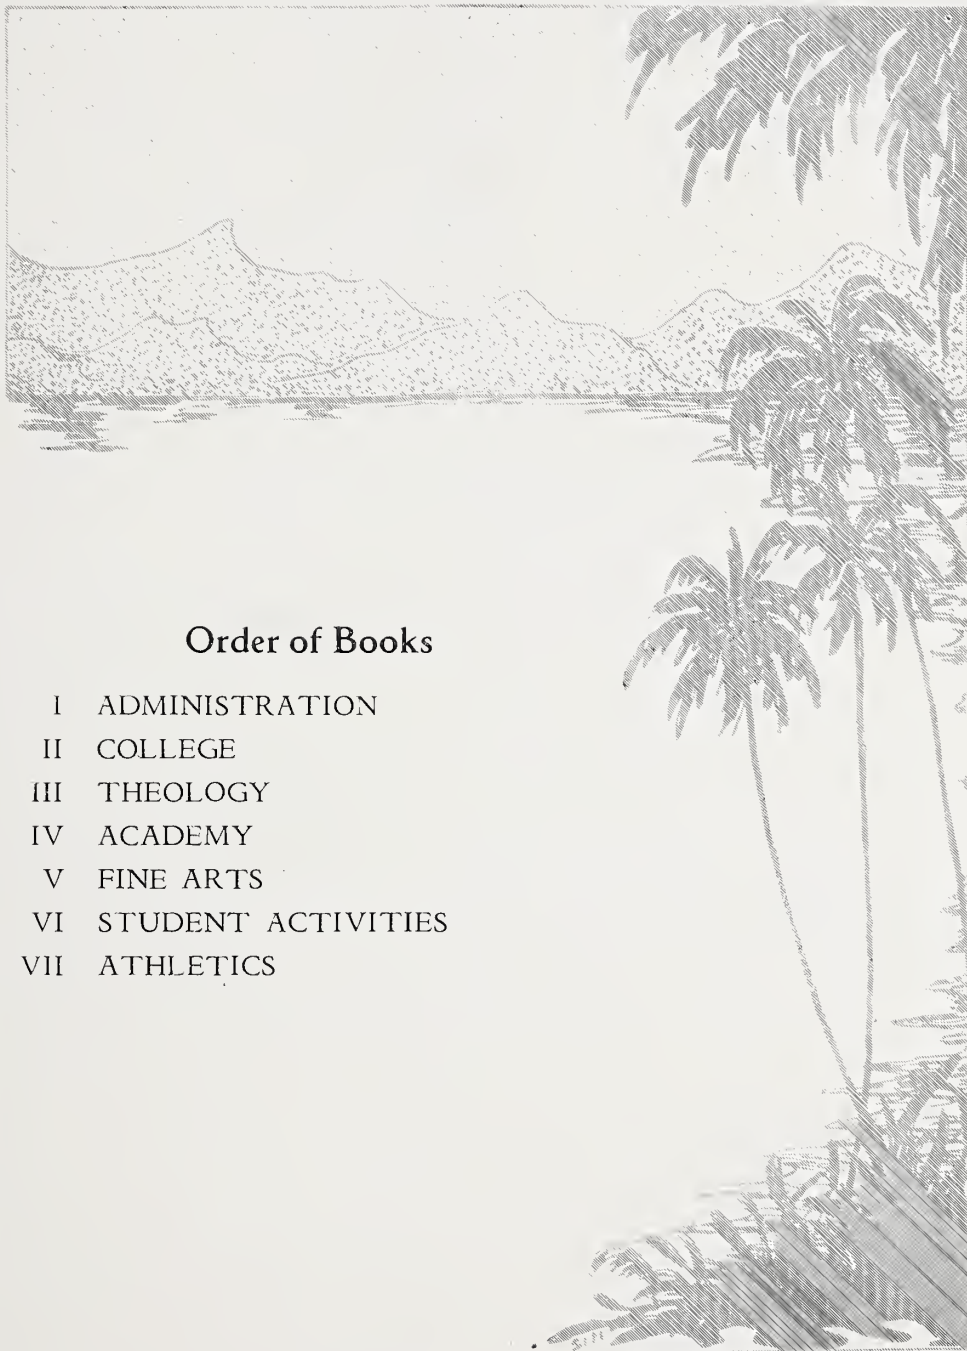 Order of Books
I ADMINISTRATION
II COLLEGE
III THEOLOGY
IV ACADEMY
V FINE ARTS
VI STUDENT ACTIVITIES
VII ATHLETICS